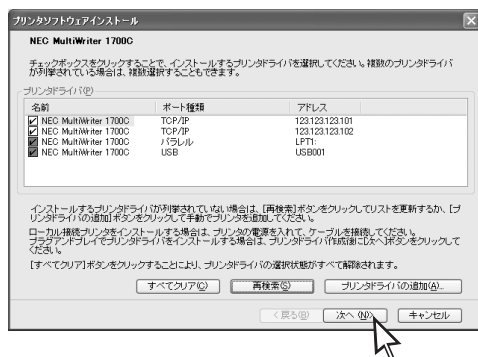 プリンタソフトウェアインストール
NEC MultiWriter 1700C
チェックボックスをクリックすることで、インストールするプリンタドライバを選択してください。複数のプリンタドライバ
が列挙されている場合は、複数選択することもできます。
プリンタドライバ(P)
名前 ポート種類 アドレス
NEC MultiWriter 1700C TCP/IP 123.123.123.101
NEC MultiWriter 1700C TCP/IP 123.123.123.102
NEC MultiWriter 1700C パラレル LPT1:
NEC MultiWriter 1700C USB USB001
インストールするプリンタドライバが列挙されていない場合は、[再検索]ボタンをクリックしてリストを更新するか、[プ
リンタドライバの追加]ボタンをクリックして手動でプリンタを追加してください。
ローカル接続プリンタをインストールする場合は、プリンタの電源を入れて、ケーブルを接続してください。
プラグアンドプレイでプリンタドライバをインストールする場合は、プリンタドライバ作成後に[次へ]ボタンをクリックして
ください。
[すべてクリア]ボタンをクリックすることにより、プリンタドライバの選択状態がすべて解除されます。
すべてクリア(C) 再検索(S) プリンタドライバの追加(A)...
< 戻る(B) 次へ(N) > キャンセル